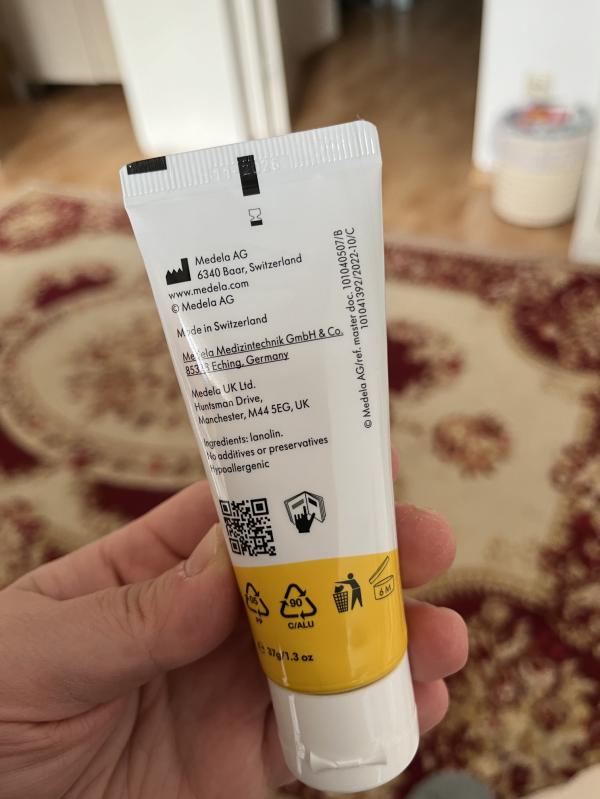 Medela AG
6340 Baar, Switzerland
www.medela.com
© Medela AG
Made in Switzerland
Medela Medizintechnik GmbH & Co.
Eching, Germany
Medela UK Ltd.
Huntsman Drive,
Manchester, M44 5EG, UK
Ingredients: lanolin.
No additives or preservatives
Hypoallergenic
© Medela AG/ref. master doc. 101040507/B
101041392/2022-10/C
PP
90
C/ALU
6 M
37g/1.3 oz